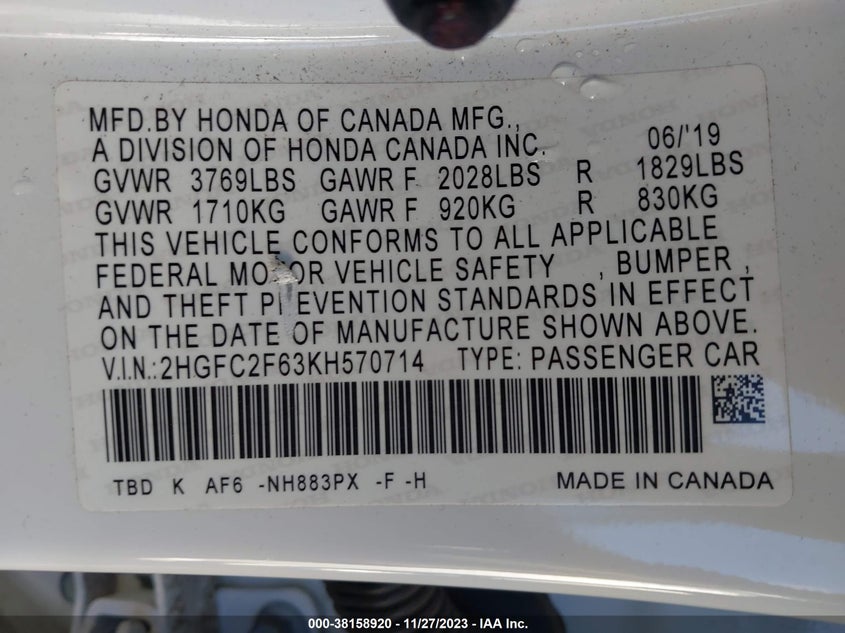 MFD.BY HONDA OF CANADA MFG.,
A DIVISION OF HONDA CANADA INC. 06/'19
GVWR 3769LBS GAWR F 2028LBS R 1829LBS
GVWR 1710KG GAWR F 920KG R 830KG
THIS VEHICLE CONFORMS TO ALL APPLICABLE
FEDERAL MO OR VEHICLE SAFETY , BUMPER ,
AND THEFT P EVENTION STANDARDS IN EFFECT
ON THE DATE OF MANUFACTURE SHOWN ABOVE.
V.I.N.:2HGFC2F63KH570714 TYPE: PASSENGER CAR
TBD K AF6 -NH883PX -F -H MADE IN CANADA
000-38158920 - 11/27/2023 - IAA Inc.